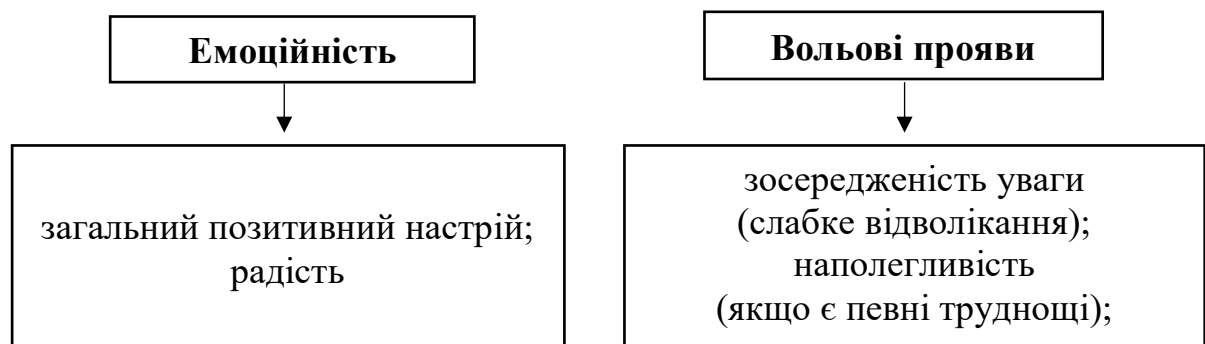 Емоційність
загальний позитивний настрій;
радість
Вольові прояви
зосередженість уваги
(слабке відволікання);
наполегливість
(якщо є певні труднощі);